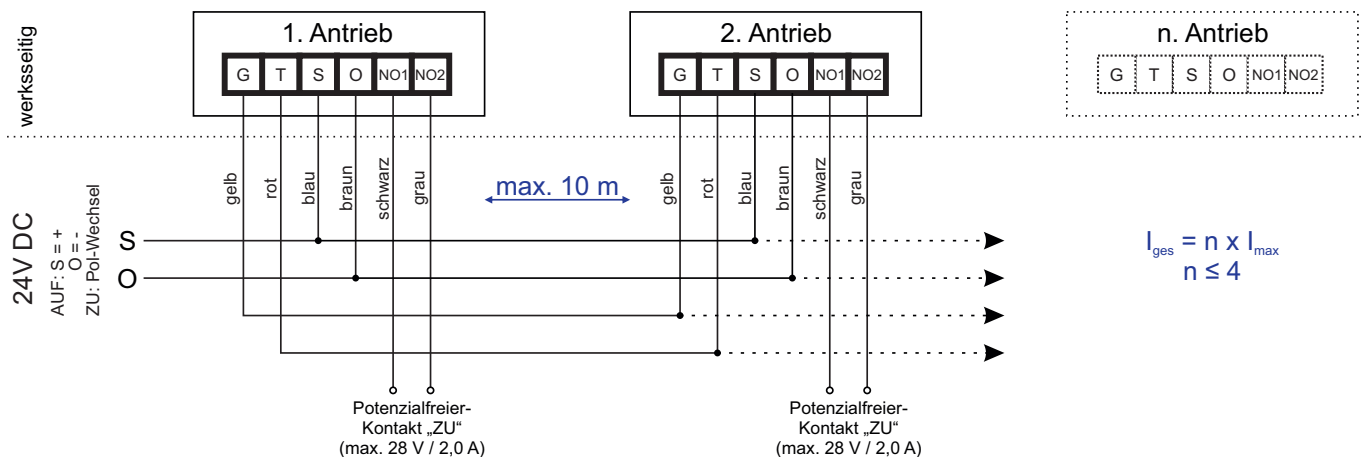 werksseitig
1. Antrieb
G T S O NO1 NO2
2. Antrieb
G T S O NO1 NO2
n. Antrieb
G T S O NO1 NO2
gelb
rot
blau
braun
schwarz
grau
max. 10 m
gelb
rot
blau
braun
schwarz
grau
24V DC
AUF: S = +
O = -
ZU: Pol-Wechsel
S
O
Iges = n x Imax
n ≤ 4
Potenzialfreier-
Kontakt „ZU“
(max. 28 V / 2,0 A)
Potenzialfreier-
Kontakt „ZU“
(max. 28 V / 2,0 A)